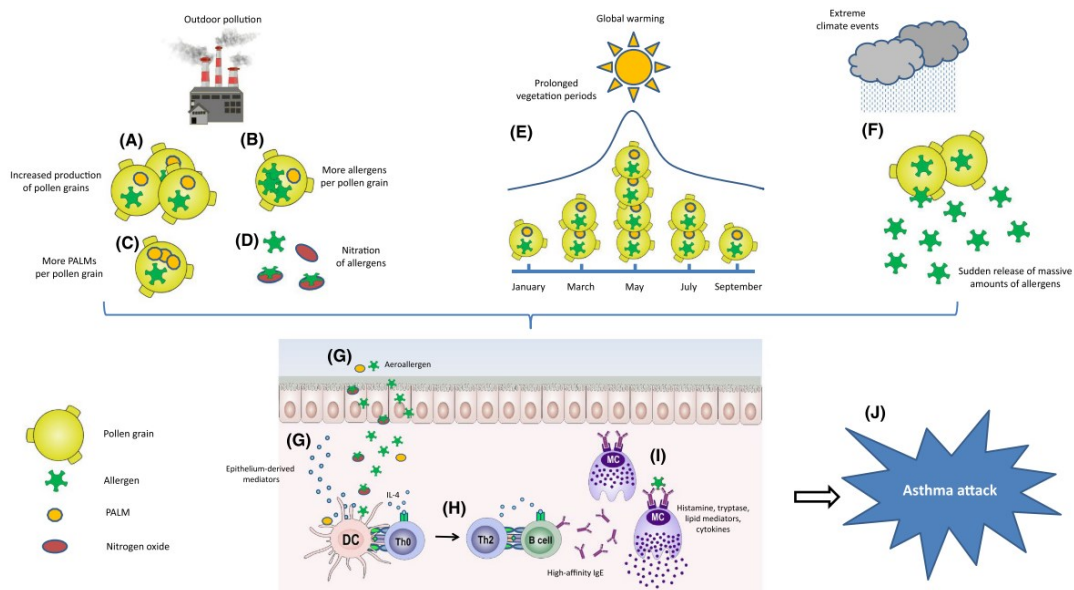 Outdoor pollution
Global warming
Extreme
climate events
Prolonged
vegetation periods
(A)
(B)
(E)
(F)
Increased production
of pollen grains
More allergens
per pollen grain
(C)
(D)
More PALMs
per pollen grain
Nitration
of allergens
Sudden release of massive
amounts of allergens
January
March
May
July
September
(G)
Aeroallergen
(J)
Pollen grain
(G)
Epithelium-derived
mediators
MC
(I)
Allergen
IL-4
Histamine, tryptase,
lipid mediators,
cytokines
Asthma attack
PALM
(H)
MC
DC
Th0
Th2
B cell
Nitrogen oxide
High-affinity IgE